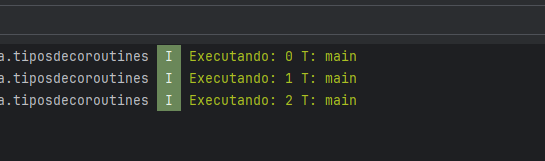 a.tiposdecoroutines I Executando: 0 T: main
a.tiposdecoroutines I Executando: 1 T: main
a.tiposdecoroutines I Executando: 2 T: main